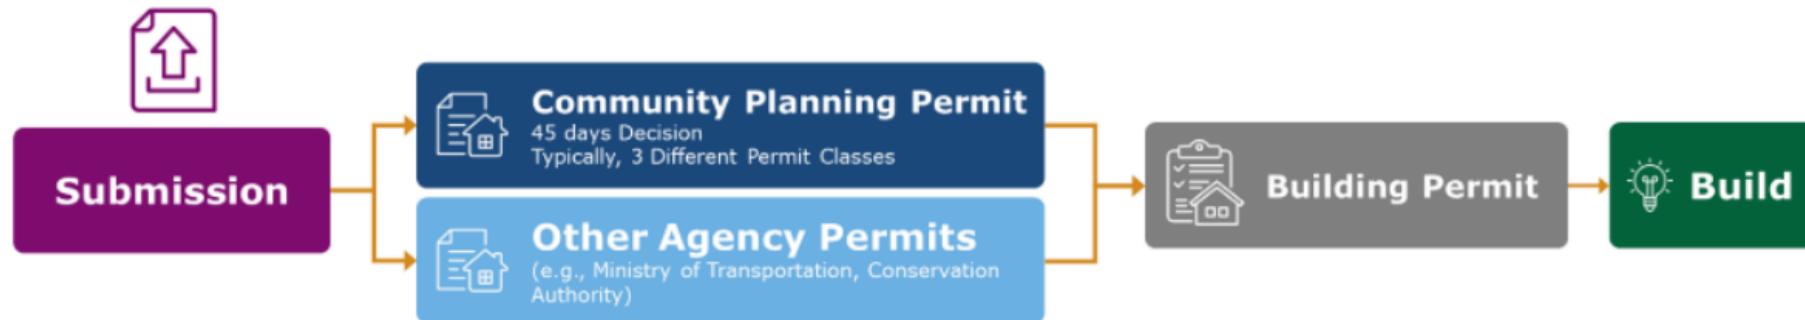 Submission
Community Planning Permit
45 days Decision
Typically, 3 Different Permit Classes
Other Agency Permits
(e.g., Ministry of Transportation, Conservation
Authority)
Building Permit
Build